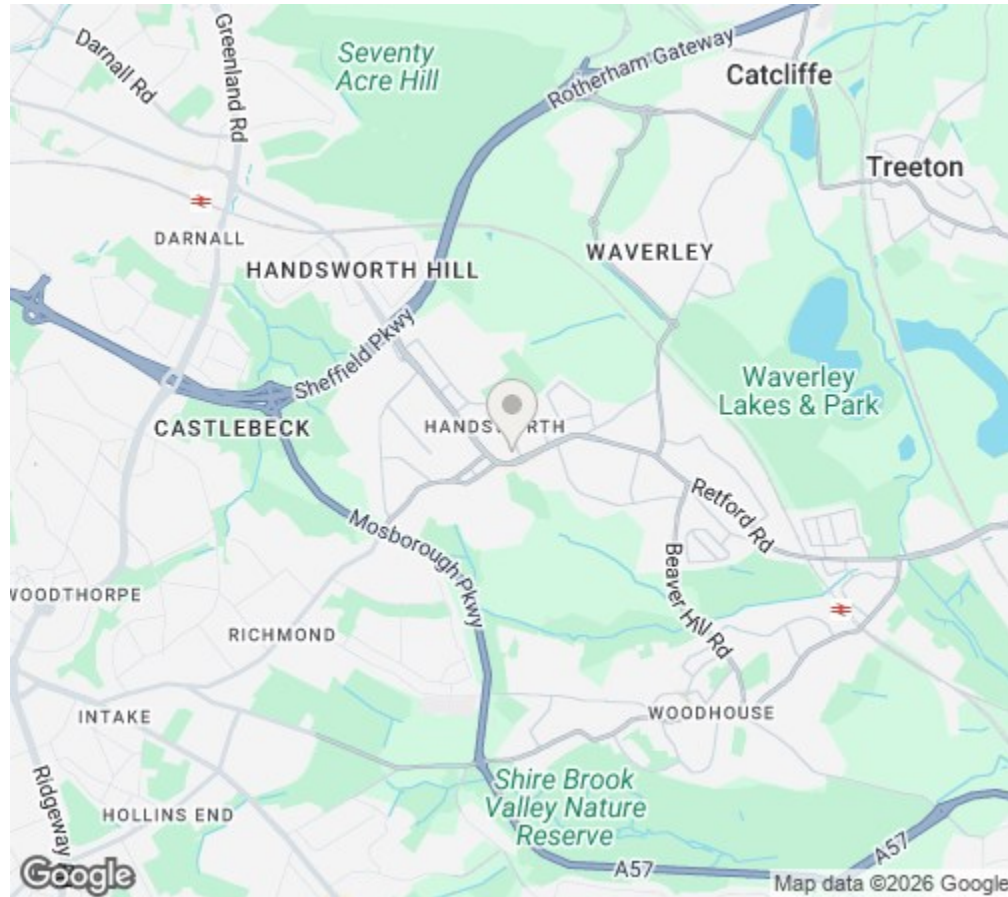 Darnall Rd
Greenland Rd
Seventy
Acre Hill
Rotherham Gateway
Catcliffe
Treeton
DARNALL
HANDSWORTH HILL
WAVERLEY
Sheffield Pkwy
Waverley
Lakes & Park
CASTLEBECK
HANDSWORTH
Retford Rd
Mosborough Pkwy
Beaver Hill Rd
WOODTHORPE
RICHMOND
INTAKE
WOODHOUSE
Ridgeway
Shire Brook
Valley Nature
Reserve
HOLLINS END
A57
A57
Google
Map data ©2026 Google